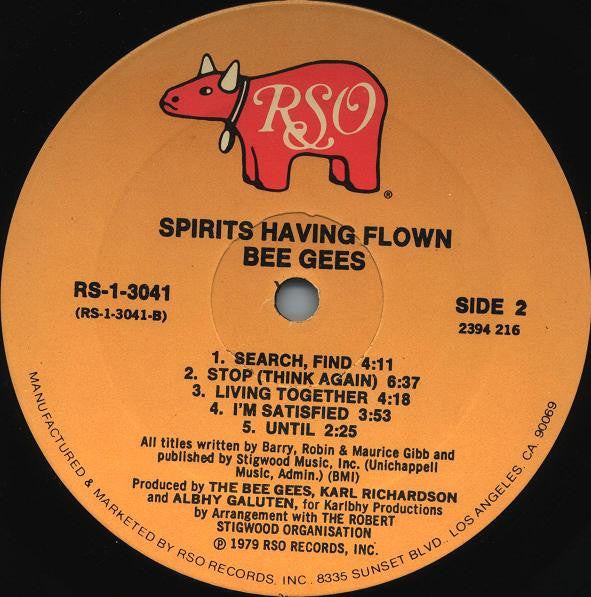 RSO
®
SPIRITS HAVING FLOWN
BEE GEES
RS-1-3041
(RS-1-3041-B)
SIDE 2
2394 216
1. SEARCH, FIND 4:11
2. STOP (THINK AGAIN) 6:37
3. LIVING TOGETHER 4:18
4. I'M SATISFIED 3:53
5. UNTIL 2:25
All titles written by Barry, Robin & Maurice Gibb and
published by Stigwood Music, Inc. (Unichappell
Music, Admin.) (BMI)
Produced by THE BEE GEES, KARL RICHARDSON
and ALBHY GALUTEN, for Karlbhy Productions
by Arrangement with THE ROBERT
STIGWOOD ORGANISATION
℗ 1979 RSO RECORDS, INC.
MANUFACTURED & MARKETED BY RSO RECORDS, INC., 8335 SUNSET BLVD., LOS ANGELES, CA. 90069